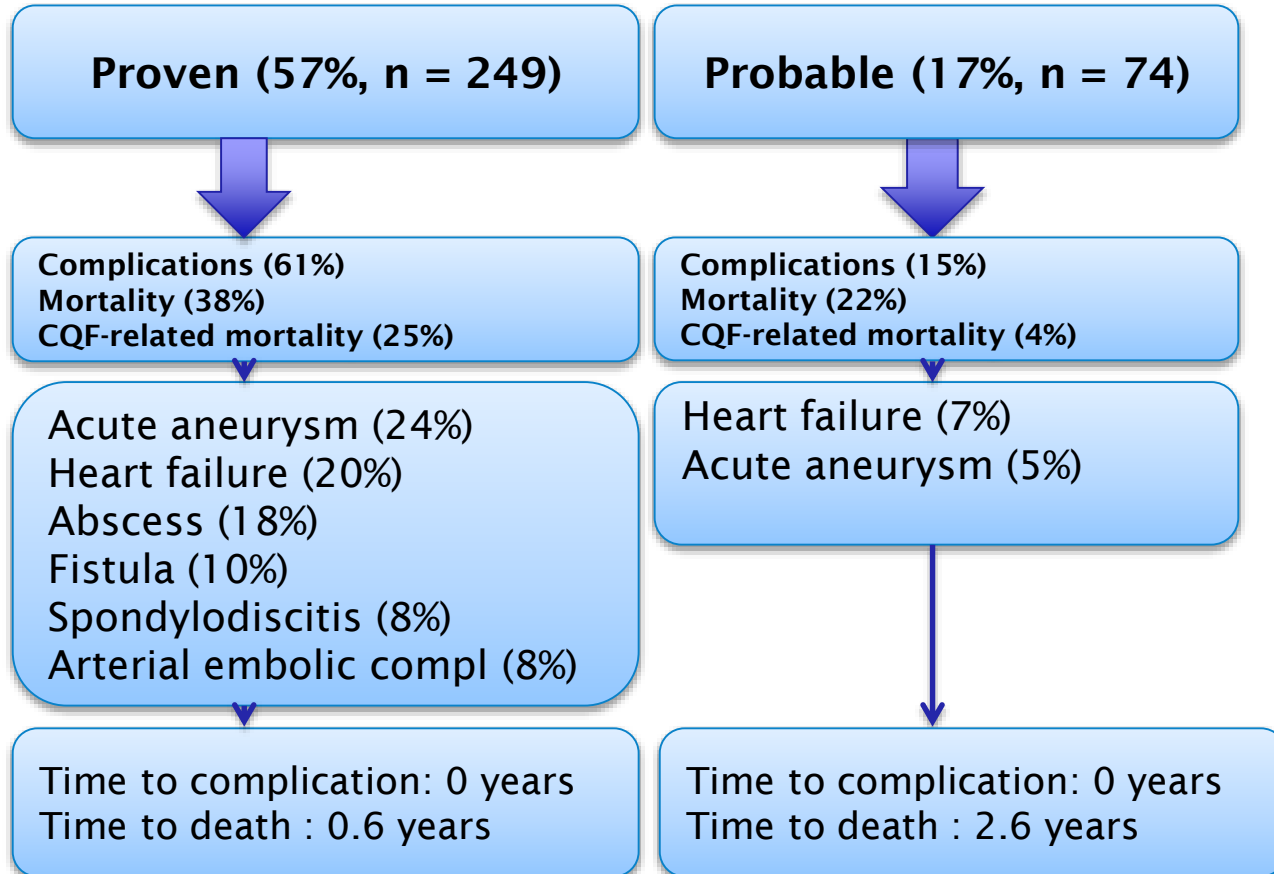 Proven (57%, n = 249)
Complications (61%)
Mortality (38%)
CQF-related mortality (25%)
Acute aneurysm (24%)
Heart failure (20%)
Abscess (18%)
Fistula (10%)
Spondylodiscitis (8%)
Arterial embolic compl (8%)
Time to complication: 0 years
Time to death : 0.6 years
Probable (17%, n = 74)
Complications (15%)
Mortality (22%)
CQF-related mortality (4%)
Heart failure (7%)
Acute aneurysm (5%)
Time to complication: 0 years
Time to death : 2.6 years